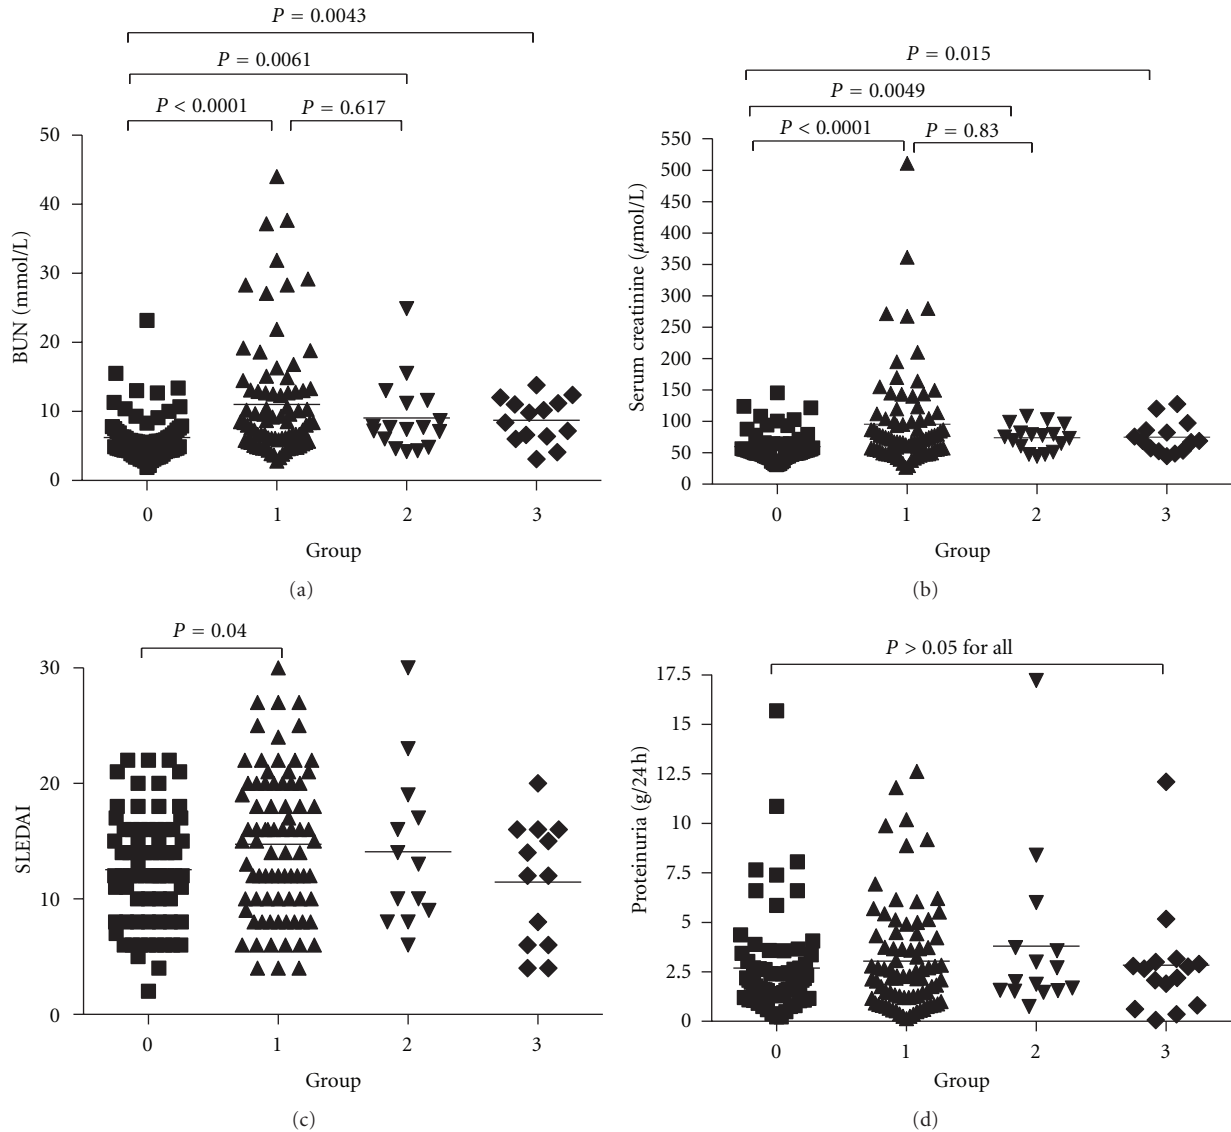 P = 0.0043
P = 0.0061
P < 0.0001
P = 0.617
50
40
30
20
10
0
BUN (mmol/L)
0 1 2 3
Group
(a)
P = 0.015
P = 0.0049
P < 0.0001
P = 0.83
550
500
450
400
350
300
250
200
150
100
50
0
Serum creatinine (μmol/L)
0 1 2 3
Group
(b)
P = 0.04
30
20
10
0
SLEDAI
0 1 2 3
Group
(c)
P > 0.05 for all
17.5
15
12.5
10
7.5
5
2.5
0
Proteinuria (g/24 h)
0 1 2 3
Group
(d)